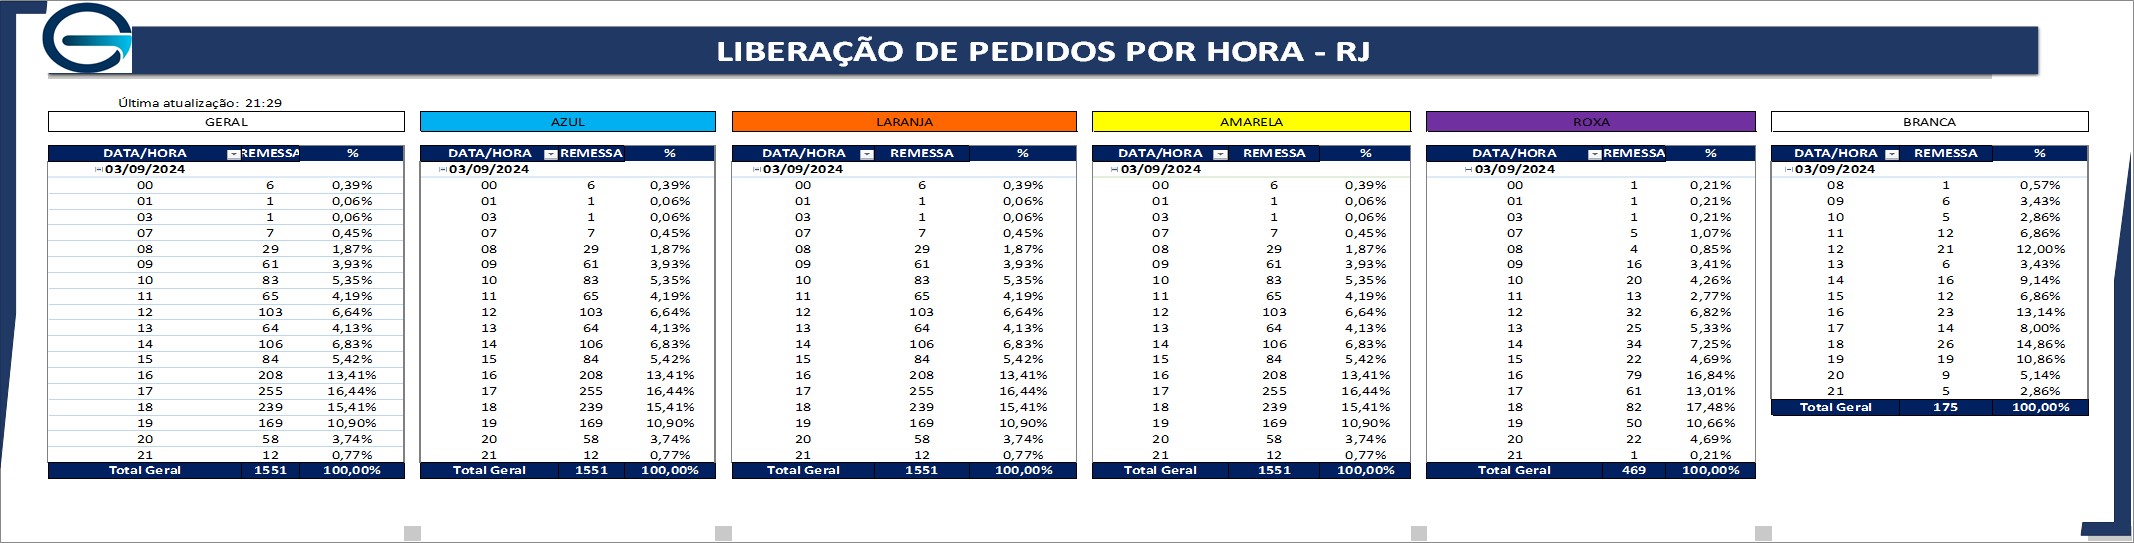 LIBERAÇÃO DE PEDIDOS POR HORA - RJ
Última atualização: 21:29
GERAL AZUL LARANJA AMARELA ROXA BRANCA
DATA/HORA REMESSA % DATA/HORA REMESSA % DATA/HORA REMESSA % DATA/HORA REMESSA % DATA/HORA REMESSA % DATA/HORA REMESSA %
03/09/2024 03/09/2024 03/09/2024 03/09/2024 03/09/2024 03/09/2024
00 6 0,39% 00 6 0,39% 00 6 0,39% 00 6 0,39% 00 1 0,21% 08 1 0,57%
01 1 0,06% 01 1 0,06% 01 1 0,06% 01 1 0,06% 01 1 0,21% 09 6 3,43%
03 1 0,06% 03 1 0,06% 03 1 0,06% 03 1 0,06% 03 1 0,21% 10 5 2,86%
07 7 0,45% 07 7 0,45% 07 7 0,45% 07 7 0,45% 07 5 1,07% 11 12 6,86%
08 29 1,87% 08 29 1,87% 08 29 1,87% 08 29 1,87% 08 4 0,85% 12 21 12,00%
09 61 3,93% 09 61 3,93% 09 61 3,93% 09 61 3,93% 09 16 3,41% 13 6 3,43%
10 83 5,35% 10 83 5,35% 10 83 5,35% 10 83 5,35% 10 20 4,26% 14 16 9,14%
11 65 4,19% 11 65 4,19% 11 65 4,19% 11 65 4,19% 11 13 2,77% 15 12 6,86%
12 103 6,64% 12 103 6,64% 12 103 6,64% 12 103 6,64% 12 32 6,82% 16 23 13,14%
13 64 4,13% 13 64 4,13% 13 64 4,13% 13 64 4,13% 13 25 5,33% 17 14 8,00%
14 106 6,83% 14 106 6,83% 14 106 6,83% 14 106 6,83% 14 34 7,25% 18 26 14,86%
15 84 5,42% 15 84 5,42% 15 84 5,42% 15 84 5,42% 15 22 4,69% 19 19 10,86%
16 208 13,41% 16 208 13,41% 16 208 13,41% 16 208 13,41% 16 79 16,84% 20 9 5,14%
17 255 16,44% 17 255 16,44% 17 255 16,44% 17 255 16,44% 17 61 13,01% 21 5 2,86%
18 239 15,41% 18 239 15,41% 18 239 15,41% 18 239 15,41% 18 82 17,48% Total Geral 175 100,00%
19 169 10,90% 19 169 10,90% 19 169 10,90% 19 169 10,90% 19 50 10,66%
20 58 3,74% 20 58 3,74% 20 58 3,74% 20 58 3,74% 20 22 4,69%
21 12 0,77% 21 12 0,77% 21 12 0,77% 21 12 0,77% 21 1 0,21%
Total Geral 1551 100,00% Total Geral 1551 100,00% Total Geral 1551 100,00% Total Geral 1551 100,00% Total Geral 469 100,00%